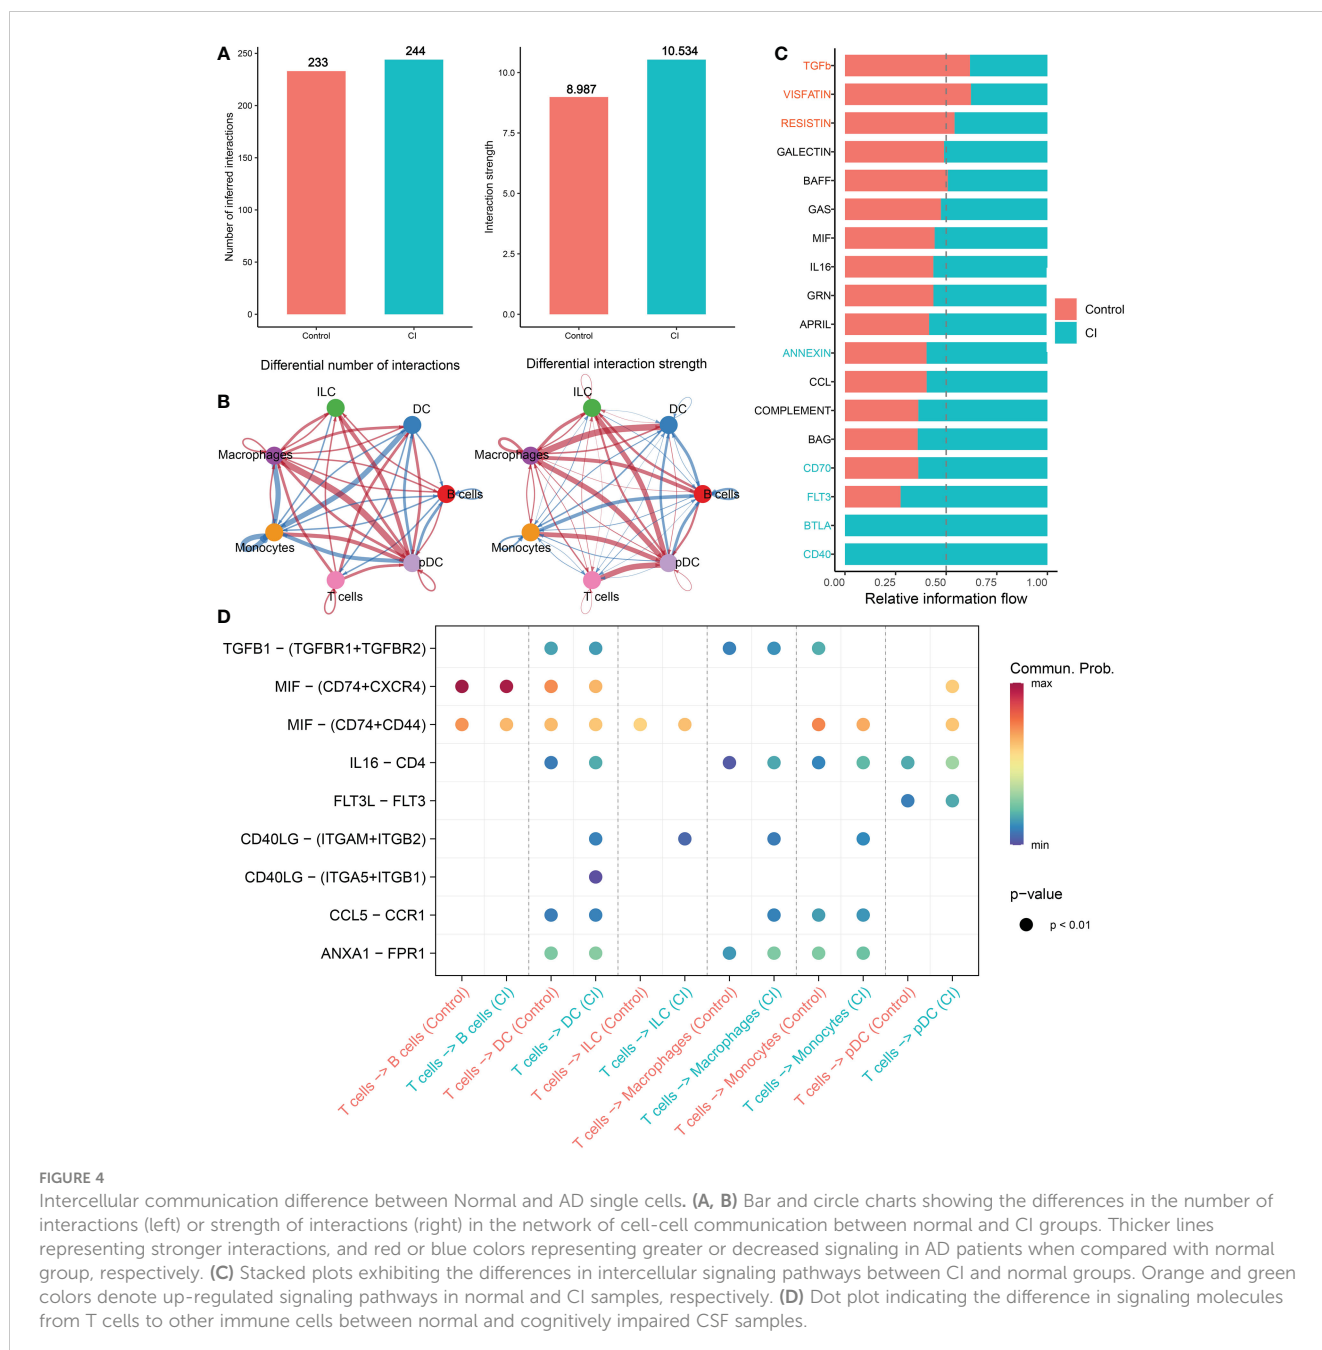 A
Number of inferred interactions
250
200
150
100
50
0
233
244
Control
CI
Interaction strength
10.0
7.5
5.0
2.5
0.0
8.987
10.534
Control
CI
B
Differential number of interactions
ILC
DC
Macrophages
B cells
Monocytes
pDC
T cells
Differential interaction strength
ILC
DC
Macrophages
B cells
Monocytes
pDC
T cells
C
TGFb
VISFATIN
RESISTIN
GALECTIN
BAFF
GAS
MIF
IL16
GRN
APRIL
ANNEXIN
CCL
COMPLEMENT
BAG
CD70
FLT3
BTLA
CD40
0.00 0.25 0.50 0.75 1.00
Relative information flow
Control
CI
D
TGFB1 − (TGFBR1+TGFBR2)
MIF − (CD74+CXCR4)
MIF − (CD74+CD44)
IL16 − CD4
FLT3L − FLT3
CD40LG − (ITGAM+ITGB2)
CD40LG − (ITGA5+ITGB1)
CCL5 − CCR1
ANXA1 − FPR1
T cells −> B cells (Control)
T cells −> B cells (CI)
T cells −> DC (Control)
T cells −> DC (CI)
T cells −> ILC (Control)
T cells −> ILC (CI)
T cells −> Macrophages (Control)
T cells −> Macrophages (CI)
T cells −> Monocytes (Control)
T cells −> Monocytes (CI)
T cells −> pDC (Control)
T cells −> pDC (CI)
Commun. Prob.
max
min
p−value
p < 0.01
FIGURE 4
Intercellular communication difference between Normal and AD single cells. (A, B) Bar and circle charts showing the differences in the number of
interactions (left) or strength of interactions (right) in the network of cell-cell communication between normal and CI groups. Thicker lines
representing stronger interactions, and red or blue colors representing greater or decreased signaling in AD patients when compared with normal
group, respectively. (C) Stacked plots exhibiting the differences in intercellular signaling pathways between CI and normal groups. Orange and green
colors denote up-regulated signaling pathways in normal and CI samples, respectively. (D) Dot plot indicating the difference in signaling molecules
from T cells to other immune cells between normal and cognitively impaired CSF samples.